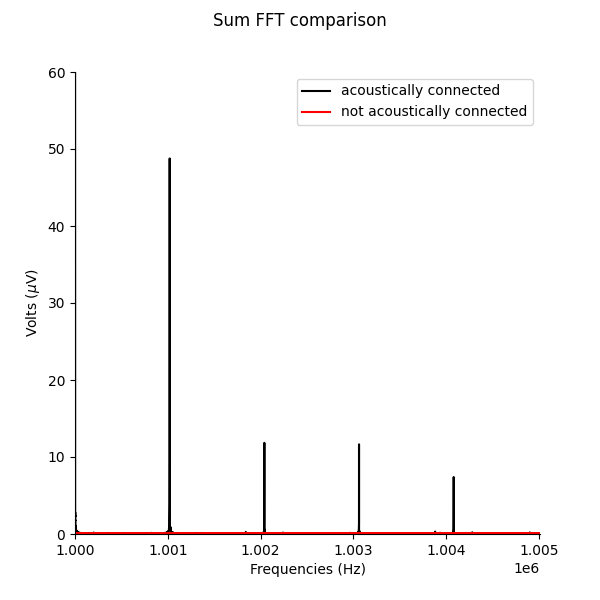 Sum FFT comparison
60
acoustically connected
not acoustically connected
50
40
30
20
10
0
Volts (μV)
1.000 1.001 1.002 1.003 1.004 1.005
Frequencies (Hz)
1e6